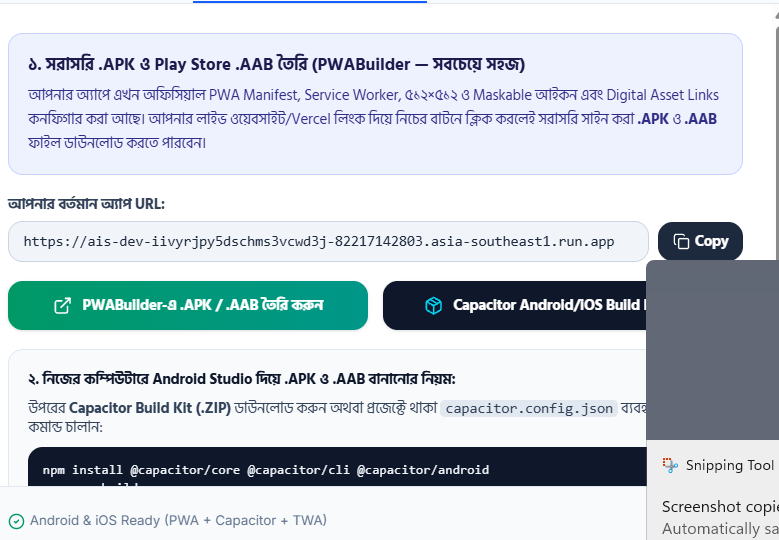 ১. সরাসরি .APK ও Play Store .AAB তৈরি (PWABuilder — সবচেয়ে সহজ)
আপনার অ্যাপে এখন অফিসিয়াল PWA Manifest, Service Worker, ৫১২×৫১২ ও Maskable আইকন এবং Digital Asset Links
কনফিগার করা আছে। আপনার লাইভ ওয়েবসাইট/Vercel লিংক দিয়ে নিচের বাটনে ক্লিক করলেই সরাসরি সাইন করা .APK ও .AAB
ফাইল ডাউনলোড করতে পারবেন।
আপনার বর্তমান অ্যাপ URL:
https://ais-dev-iivyrjpy5dschms3vcwd3j-82217142803.asia-southeast1.run.app
Copy
PWABuilder-এ .APK / .AAB তৈরি করুন
Capacitor Android/iOS Build
২. নিজের কম্পিউটারে Android Studio দিয়ে .APK ও .AAB বানানোর নিয়ম:
উপরের Capacitor Build Kit (.ZIP) ডাউনলোড করুন অথবা প্রজেক্টে থাকা capacitor.config.json
কমান্ড চালান:
npm install @capacitor/core @capacitor/cli @capacitor/android
Android & iOS Ready (PWA + Capacitor + TWA)
Snipping Tool
Screenshot
Automatically